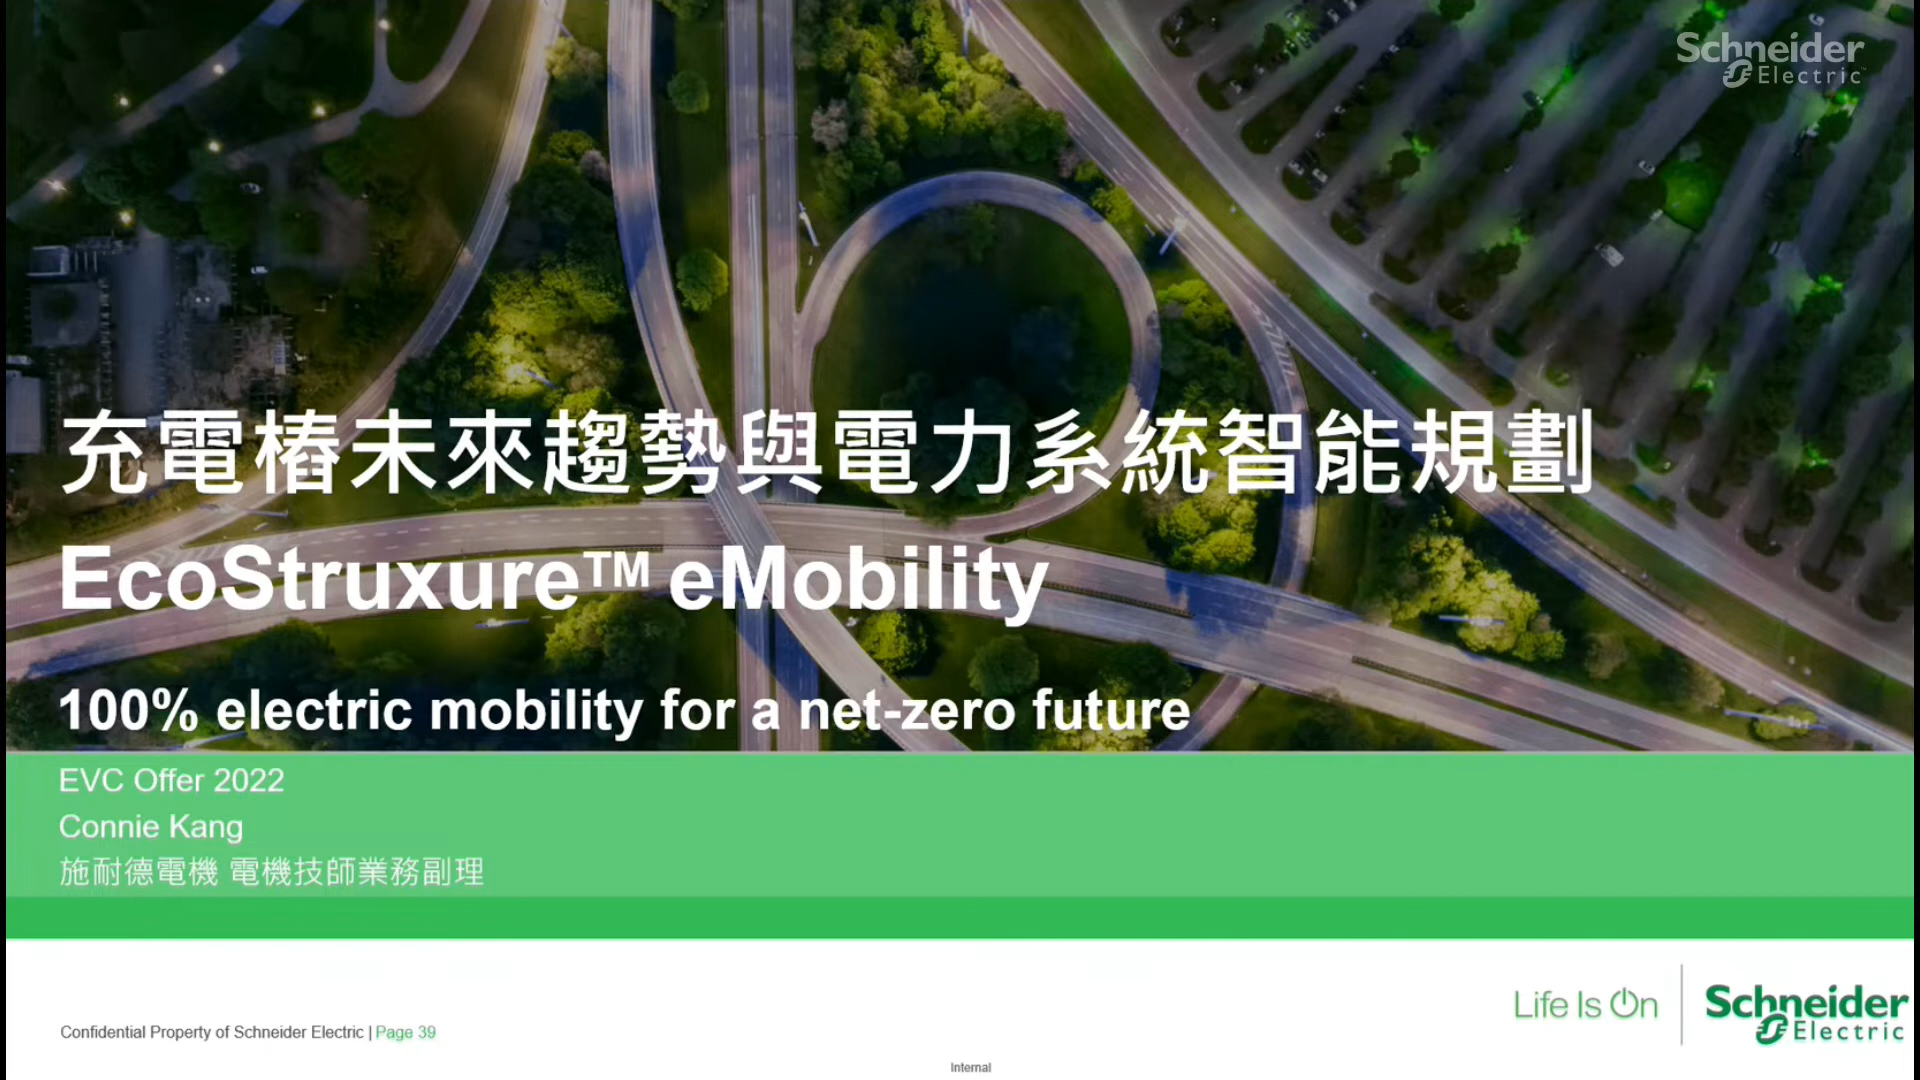 Schneider
Electric
充電樁未來趨勢與電力系統智能規劃
EcoStruxure™ eMobility
100% electric mobility for a net-zero future
EVC Offer 2022
Connie Kang
施耐德電機 電機技師業務副理
Life Is On
Schneider
Electric
Confidential Property of Schneider Electric | Page 39
Internal